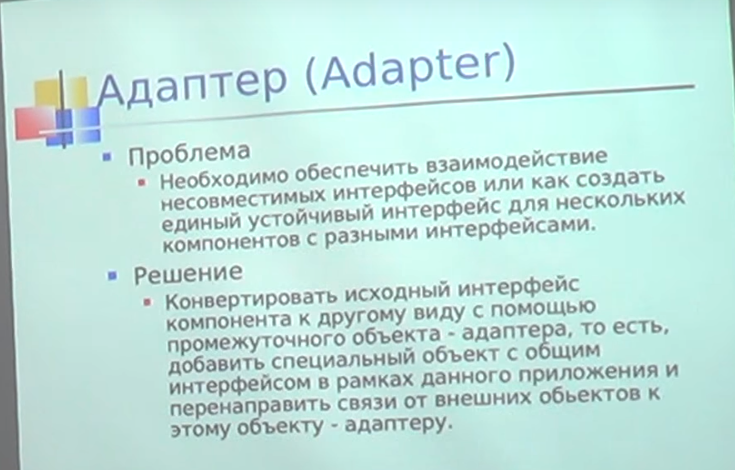 Адаптер (Adapter)
Проблема
Необходимо обеспечить взаимодействие
несовместимых интерфейсов или как создать
единый устойчивый интерфейс для нескольких
компонентов с разными интерфейсами.
Решение
Конвертировать исходный интерфейс
компонента к другому виду с помощью
промежуточного объекта - адаптера, то есть,
добавить специальный объект с общим
интерфейсом в рамках данного приложения и
перенаправить связи от внешних обьектов к
этому объекту - адаптеру.